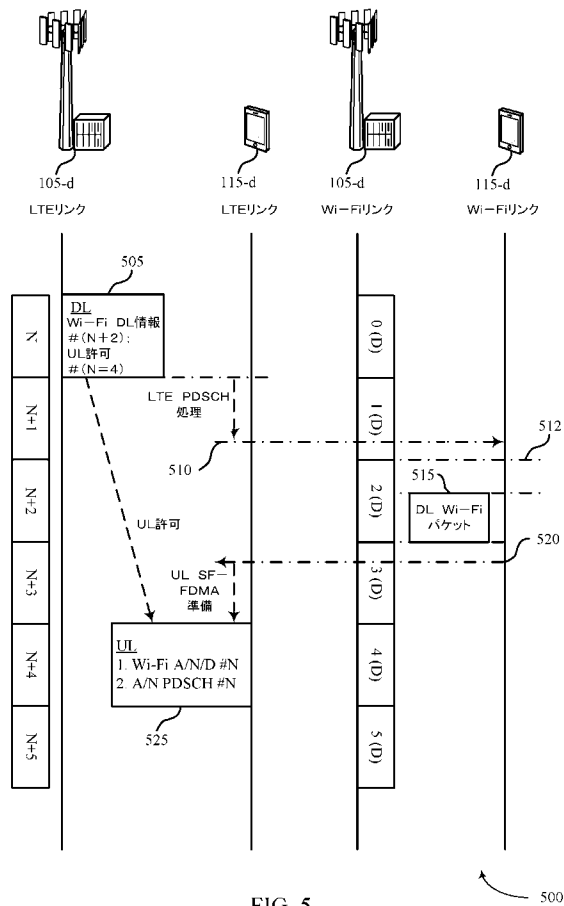 105-d
115-d
105-d
115-d
LTEリンク
LTEリンク
Wi-Fiリンク
Wi-Fiリンク
505
N
DL
Wi-Fi DL情報
#(N+2);
UL許可
#(N=4)
0 (D)
N+1
LTE PDSCH
処理
1 (D)
510
512
N+2
UL許可
2 (D)
515
DL Wi-Fi
パケット
520
N+3
UL SF-
FDMA
準備
3 (D)
N+4
UL
1. Wi-Fi A/N/D #N
2. A/N PDSCH #N
4 (D)
525
N+5
5 (D)
500
FIG. 5